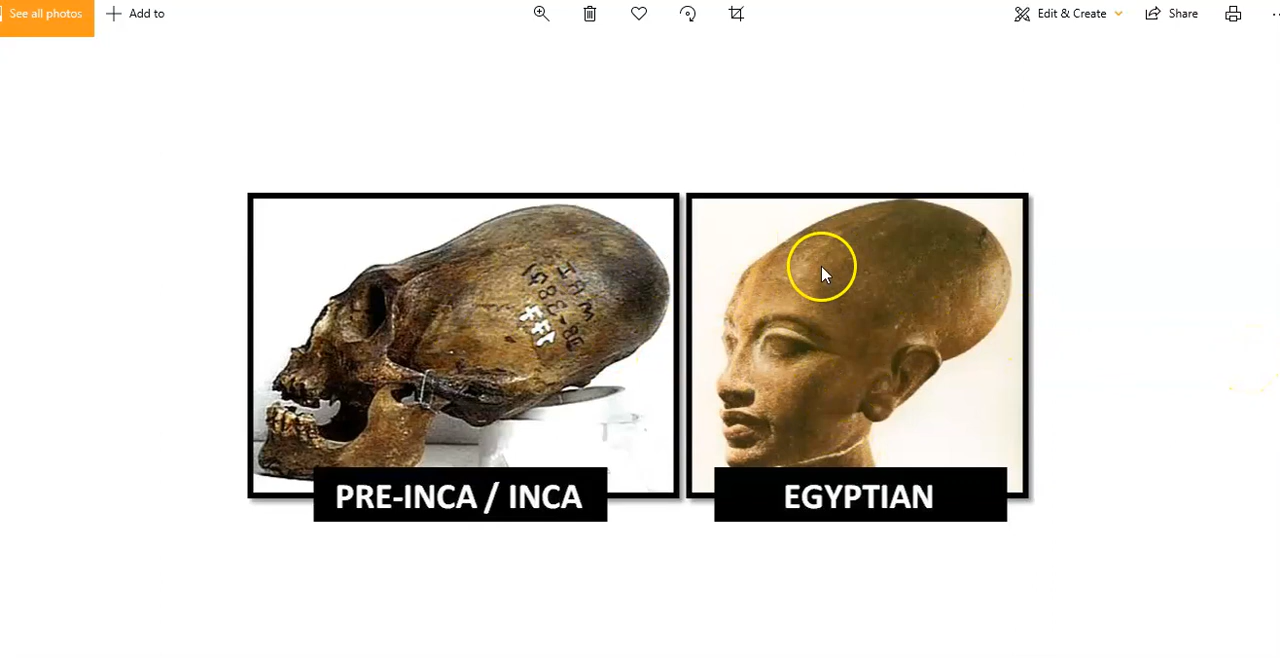 See all photos
Add to
Edit & Create
Share
PRE-INCA / INCA
EGYPTIAN